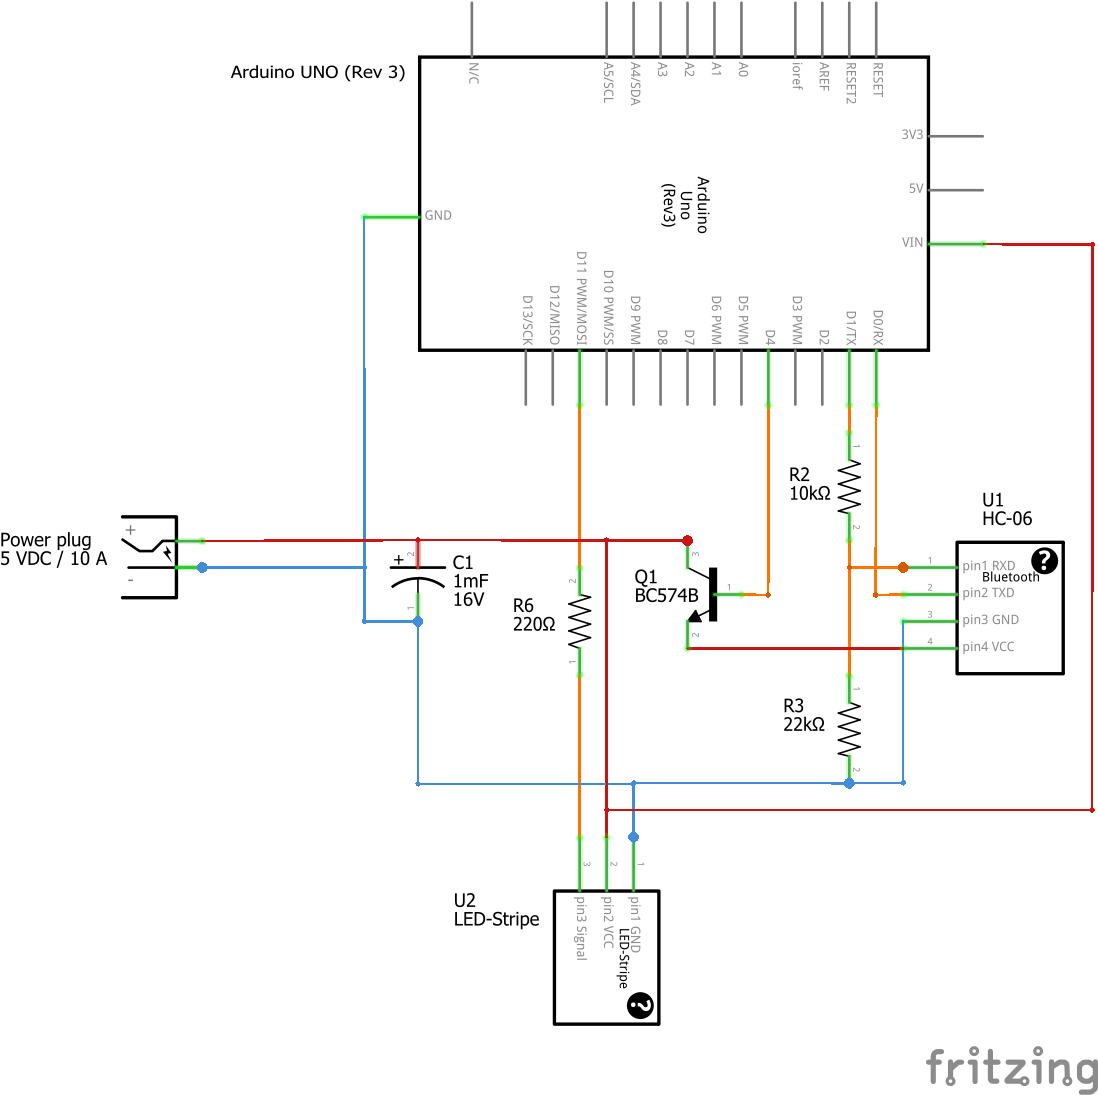 N/C
A5/SCL
A4/SDA
A3
A2
A1
A0
ioref
AREF
RESET2
RESET
Arduino UNO (Rev 3)
3V3
5V
VIN
GND
Arduino
Uno
(Rev3)
D13/SCK
D12/MISO
D11 PWM/MOSI
D10 PWM/SS
D9 PWM
D8
D7
D6 PWM
D5 PWM
D4
D3 PWM
D2
D1/TX
D0/RX
1
R2
10kΩ
2
U1
HC-06
Power plug
5 VDC / 10 A
+
-
2
+
C1
1mF
16V
1
2
R6
220Ω
1
3
Q1
BC574B
1
2
1
pin1 RXD
Bluetooth
2
pin2 TXD
3
pin3 GND
4
pin4 VCC
?
1
R3
22kΩ
2
3
2
1
U2
LED-Stripe
pin3 Signal
pin2 VCC
pin1 GND
LED-Stripe
?
fritzing